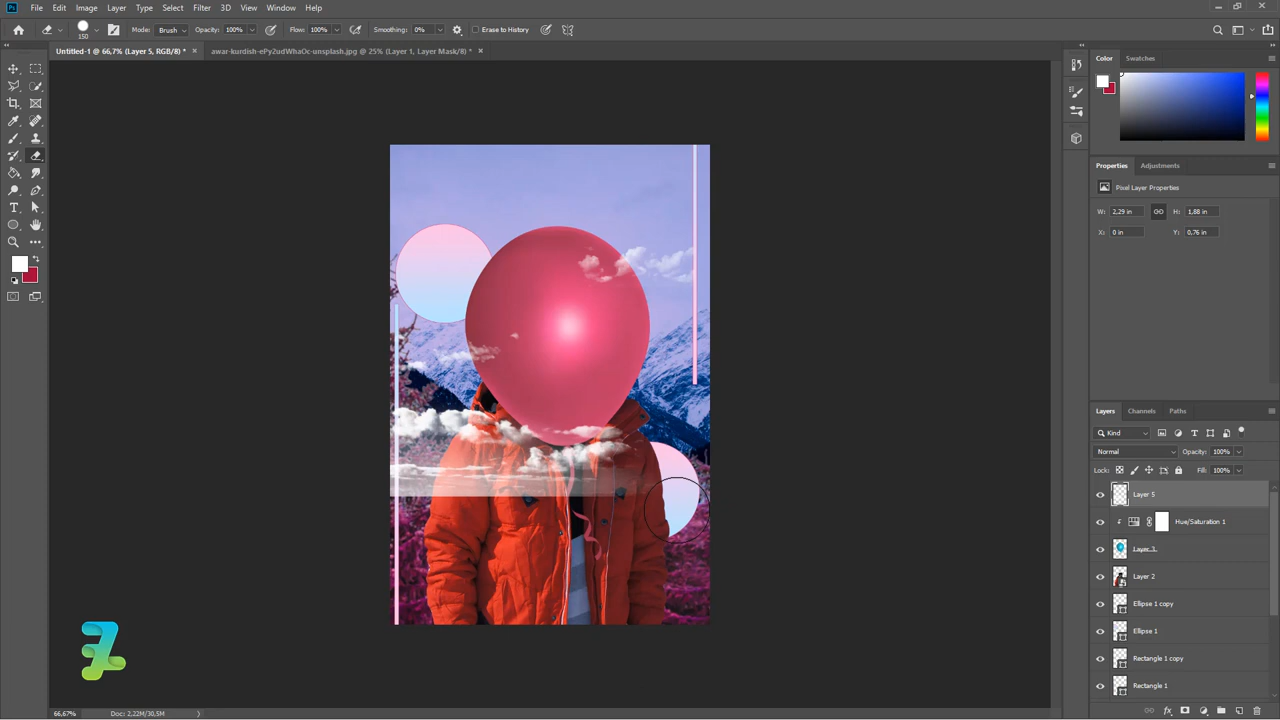 Ps File Edit Image Layer Type Select Filter 3D View Window Help
150 Mode: Brush Opacity: 100% Flow: 100% Smoothing: 0% Erase to History
Untitled-1 @ 66,7% (Layer 5, RGB/8) * × awar-kurdish-ePy2udWhaOc-unsplash.jpg @ 25% (Layer 1, Layer Mask/8) * ×
Color Swatches
Properties Adjustments
Pixel Layer Properties
W: 2,29 in H: 1,88 in
X: 0 in Y: 0,76 in
Layers Channels Paths
Kind
Normal Opacity: 100%
Lock: Fill: 100%
Layer 5
Hue/Saturation 1
Layer 3
Layer 2
Ellipse 1 copy
Ellipse 1
Rectangle 1 copy
Rectangle 1
66,67% Doc: 2,22M/30,5M